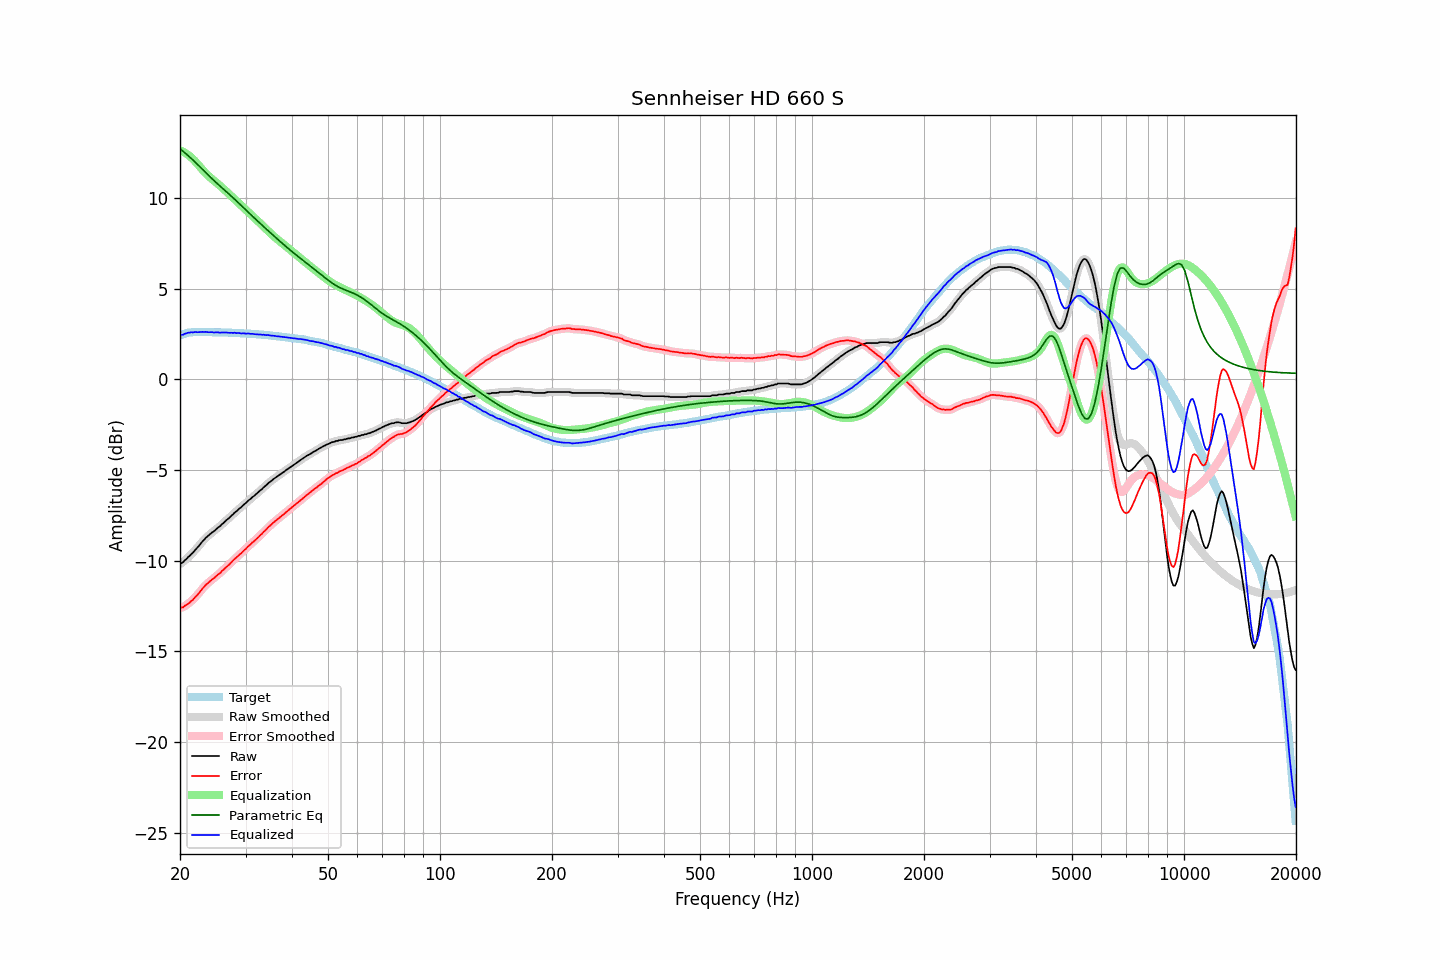 Sennheiser HD 660 S
Amplitude (dBr)
10
5
0
−5
−10
−15
−20
−25
Target
Raw Smoothed
Error Smoothed
Raw
Error
Equalization
Parametric Eq
Equalized
20 50 100 200 500 1000 2000 5000 10000 20000
Frequency (Hz)